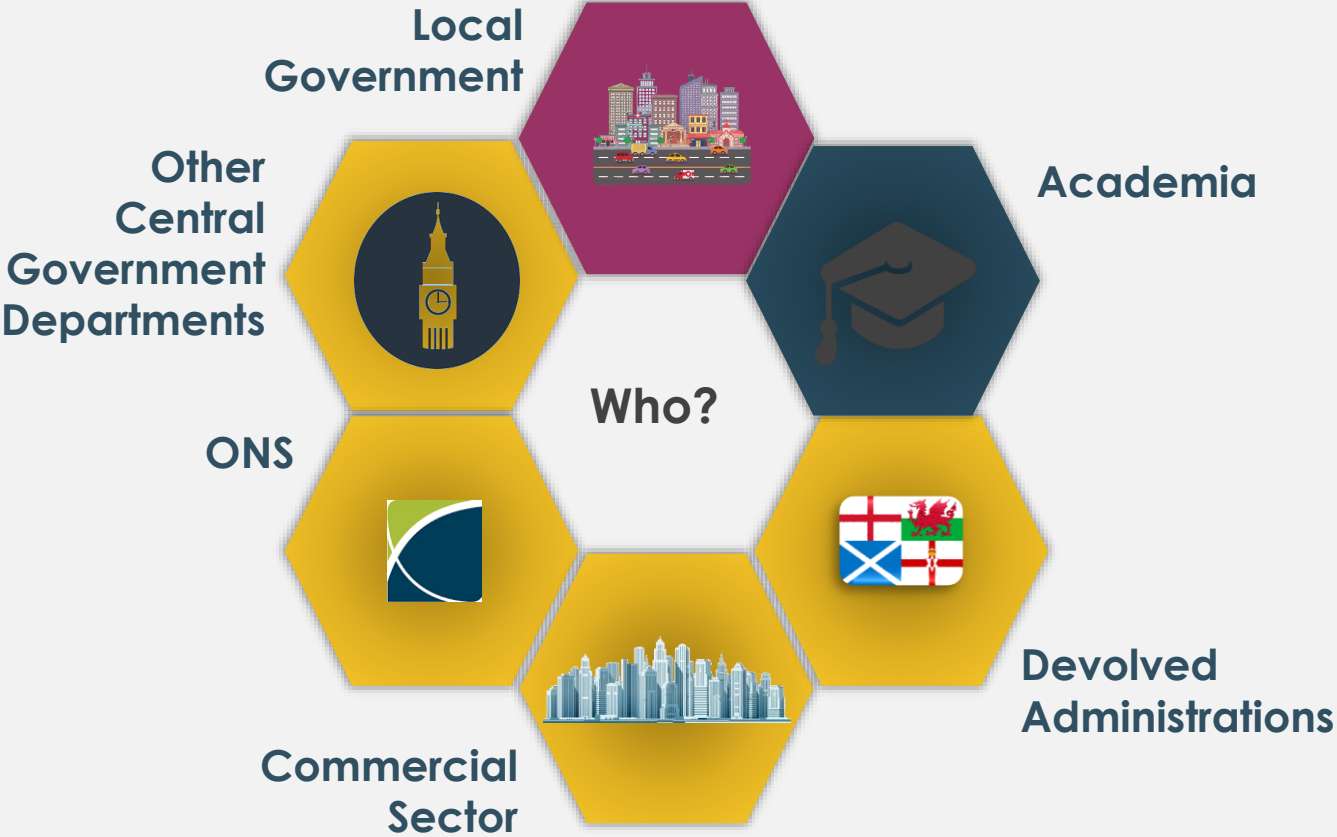 Local
Government
Academia
Other
Central
Government
Departments
Who?
ONS
Devolved
Administrations
Commercial
Sector